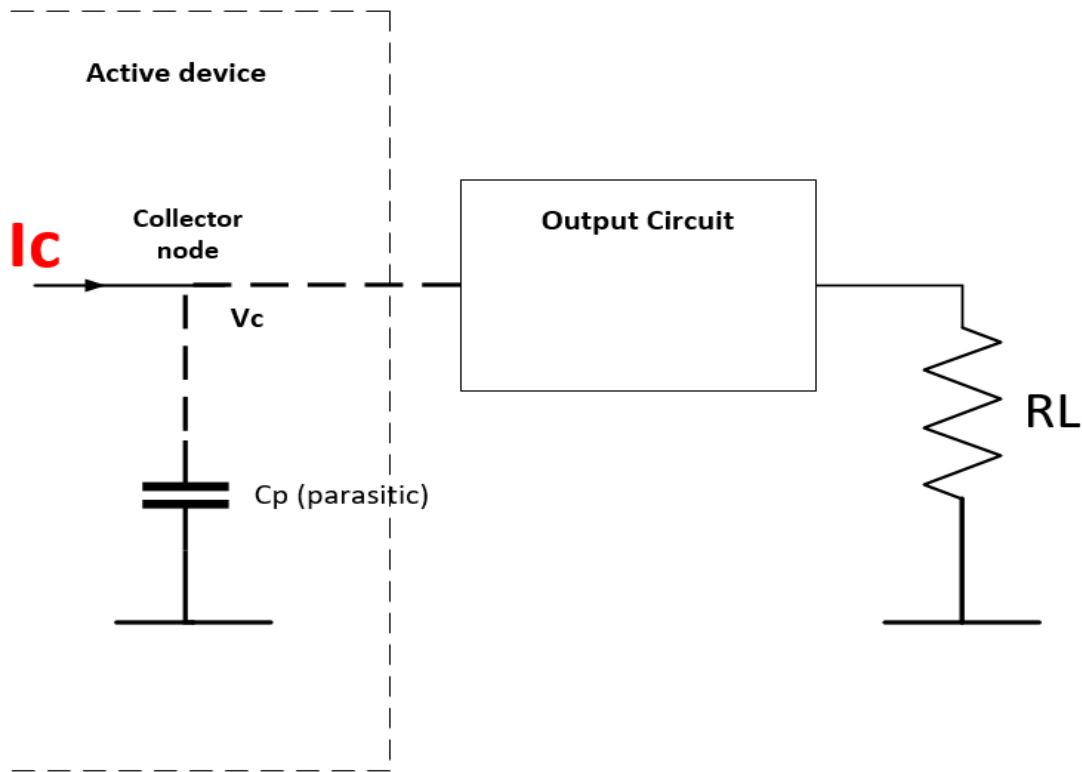 Active device
Collector
node
Ic
Vc
Output Circuit
Cp (parasitic)
RL